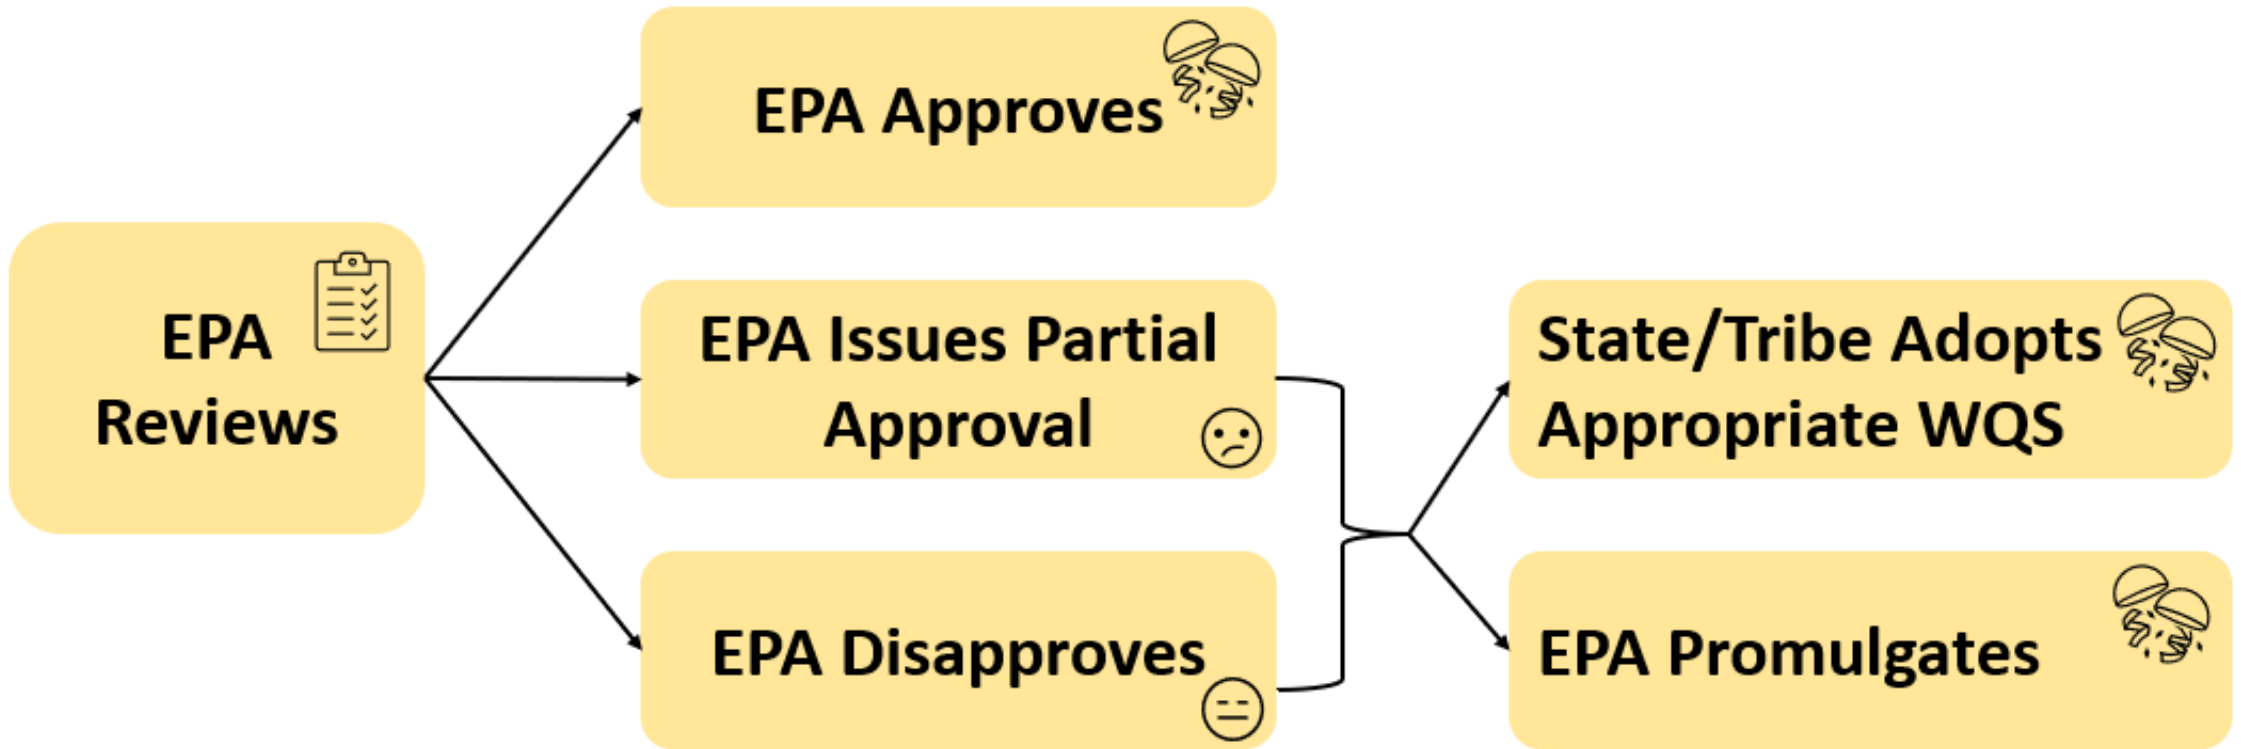 EPA
Reviews
EPA Approves
EPA Issues Partial
Approval
EPA Disapproves
State/Tribe Adopts
Appropriate WQS
EPA Promulgates